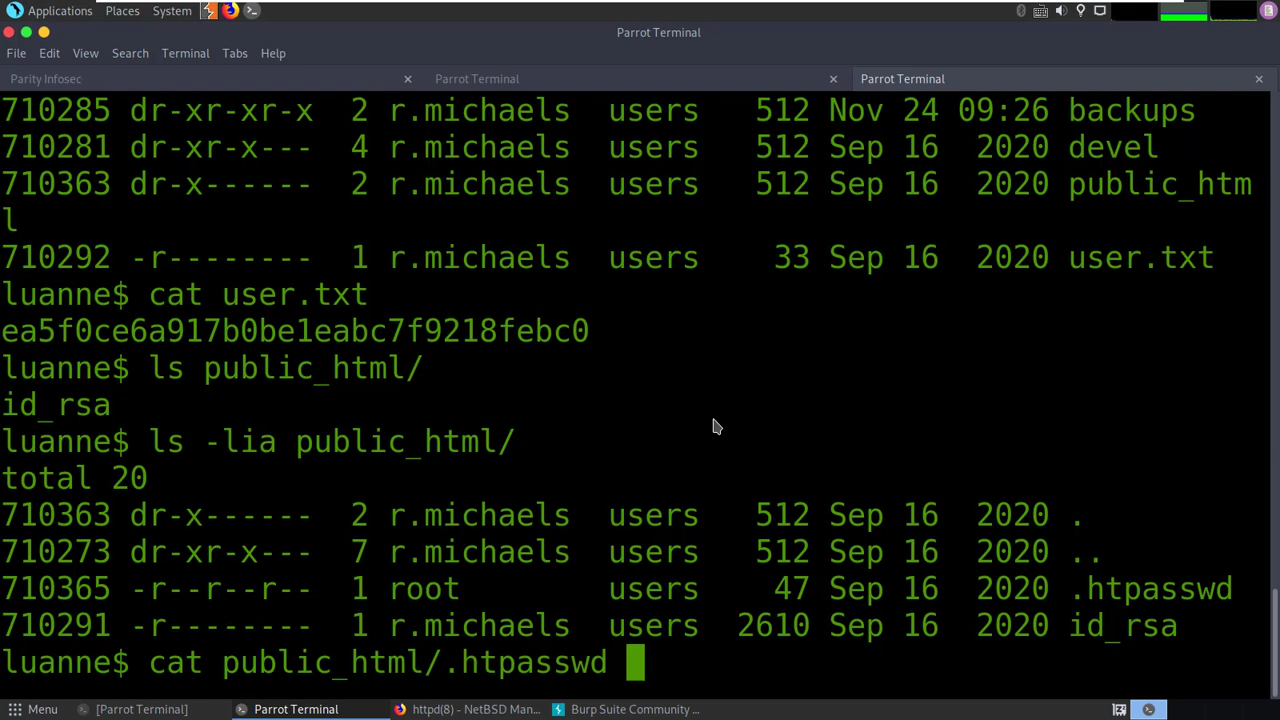 Applications Places System
Parrot Terminal
File Edit View Search Terminal Tabs Help
Parity Infosec × Parrot Terminal × Parrot Terminal ×
710285 dr-xr-xr-x 2 r.michaels users 512 Nov 24 09:26 backups
710281 dr-xr-x--- 4 r.michaels users 512 Sep 16 2020 devel
710363 dr-x------ 2 r.michaels users 512 Sep 16 2020 public_htm
l
710292 -r-------- 1 r.michaels users 33 Sep 16 2020 user.txt
luanne$ cat user.txt
ea5f0ce6a917b0be1eabc7f9218febc0
luanne$ ls public_html/
id_rsa
luanne$ ls -lia public_html/
total 20
710363 dr-x------ 2 r.michaels users 512 Sep 16 2020 .
710273 dr-xr-x--- 7 r.michaels users 512 Sep 16 2020 ..
710365 -r--r--r-- 1 root users 47 Sep 16 2020 .htpasswd
710291 -r-------- 1 r.michaels users 2610 Sep 16 2020 id_rsa
luanne$ cat public_html/.htpasswd
Menu [Parrot Terminal] Parrot Terminal httpd(8) - NetBSD Man... Burp Suite Community ...